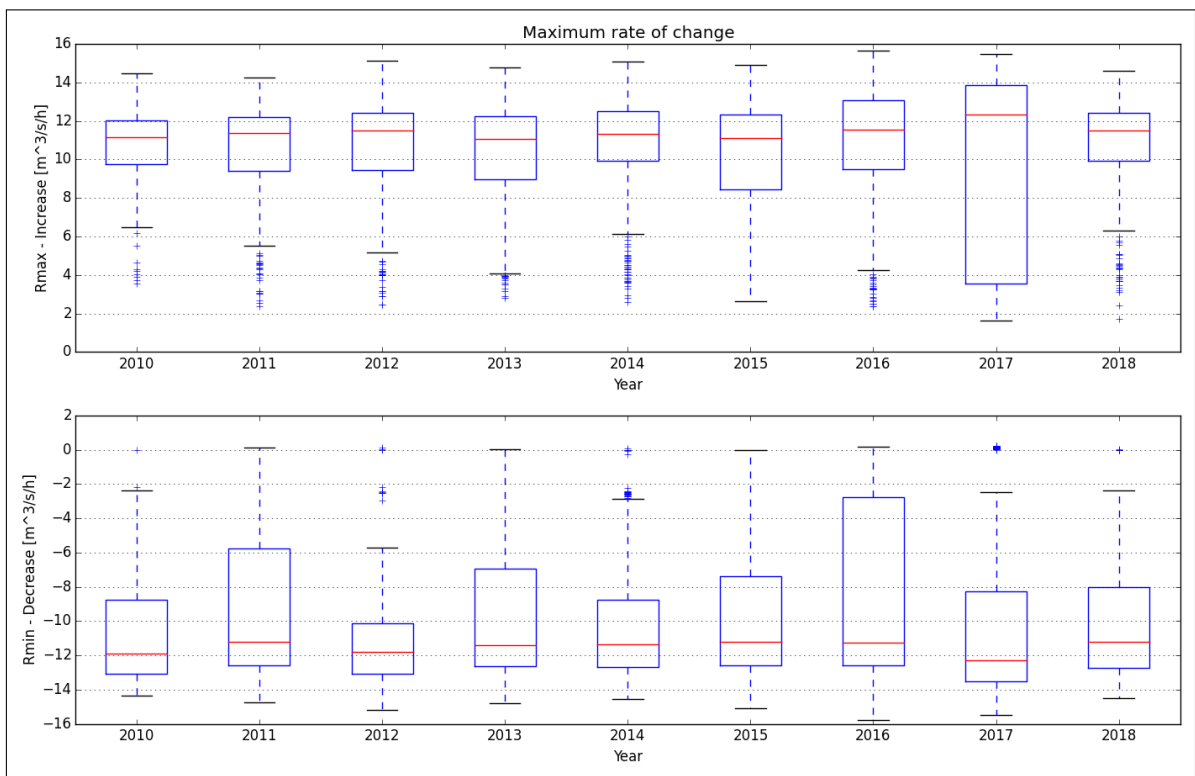 Maximum rate of change
Rmax - Increase [m^3/s/h]
16
14
12
10
8
6
4
2
0
2010 2011 2012 2013 2014 2015 2016 2017 2018
Year
Rmin - Decrease [m^3/s/h]
2
0
−2
−4
−6
−8
−10
−12
−14
−16
2010 2011 2012 2013 2014 2015 2016 2017 2018
Year